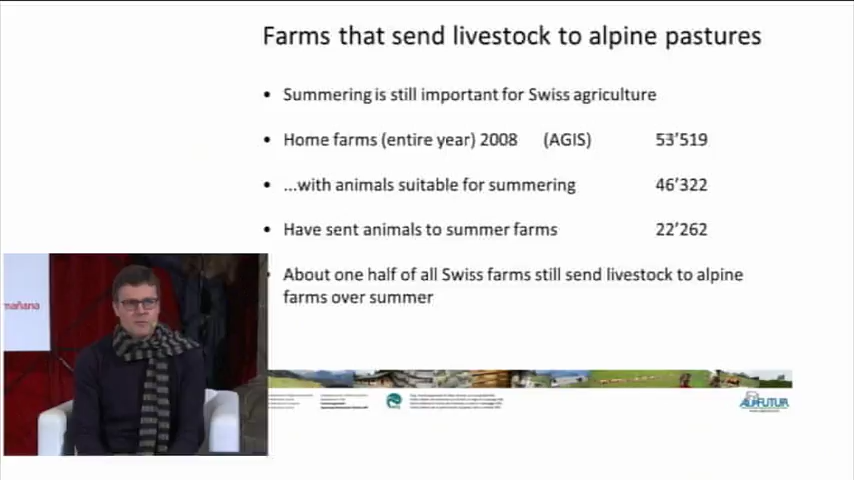 Farms that send livestock to alpine pastures
• Summering is still important for Swiss agriculture
• Home farms (entire year) 2008 (AGIS) 53’519
• ...with animals suitable for summering 46’322
• Have sent animals to summer farms 22’262
• About one half of all Swiss farms still send livestock to alpine
farms over summer
mañana
ALPFUTUR